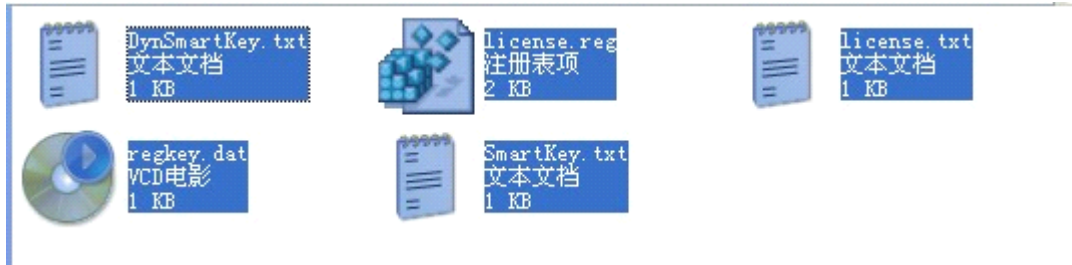 DynSmartKey.txt
文本文档
1 KB
license.reg
注册表项
2 KB
license.txt
文本文档
1 KB
regkey.dat
VCD电影
1 KB
SmartKey.txt
文本文档
1 KB